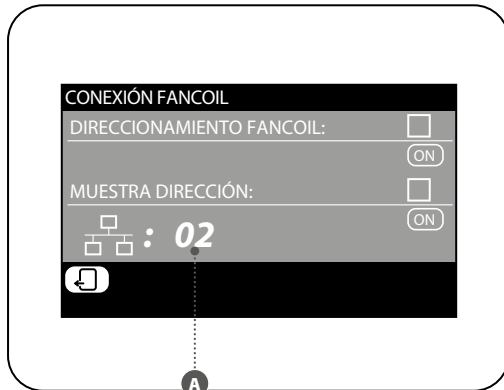 CONEXIÓN FANCOIL
DIRECCIONAMIENTO FANCOIL:
ON
MUESTRA DIRECCIÓN:
ON
: 02
A